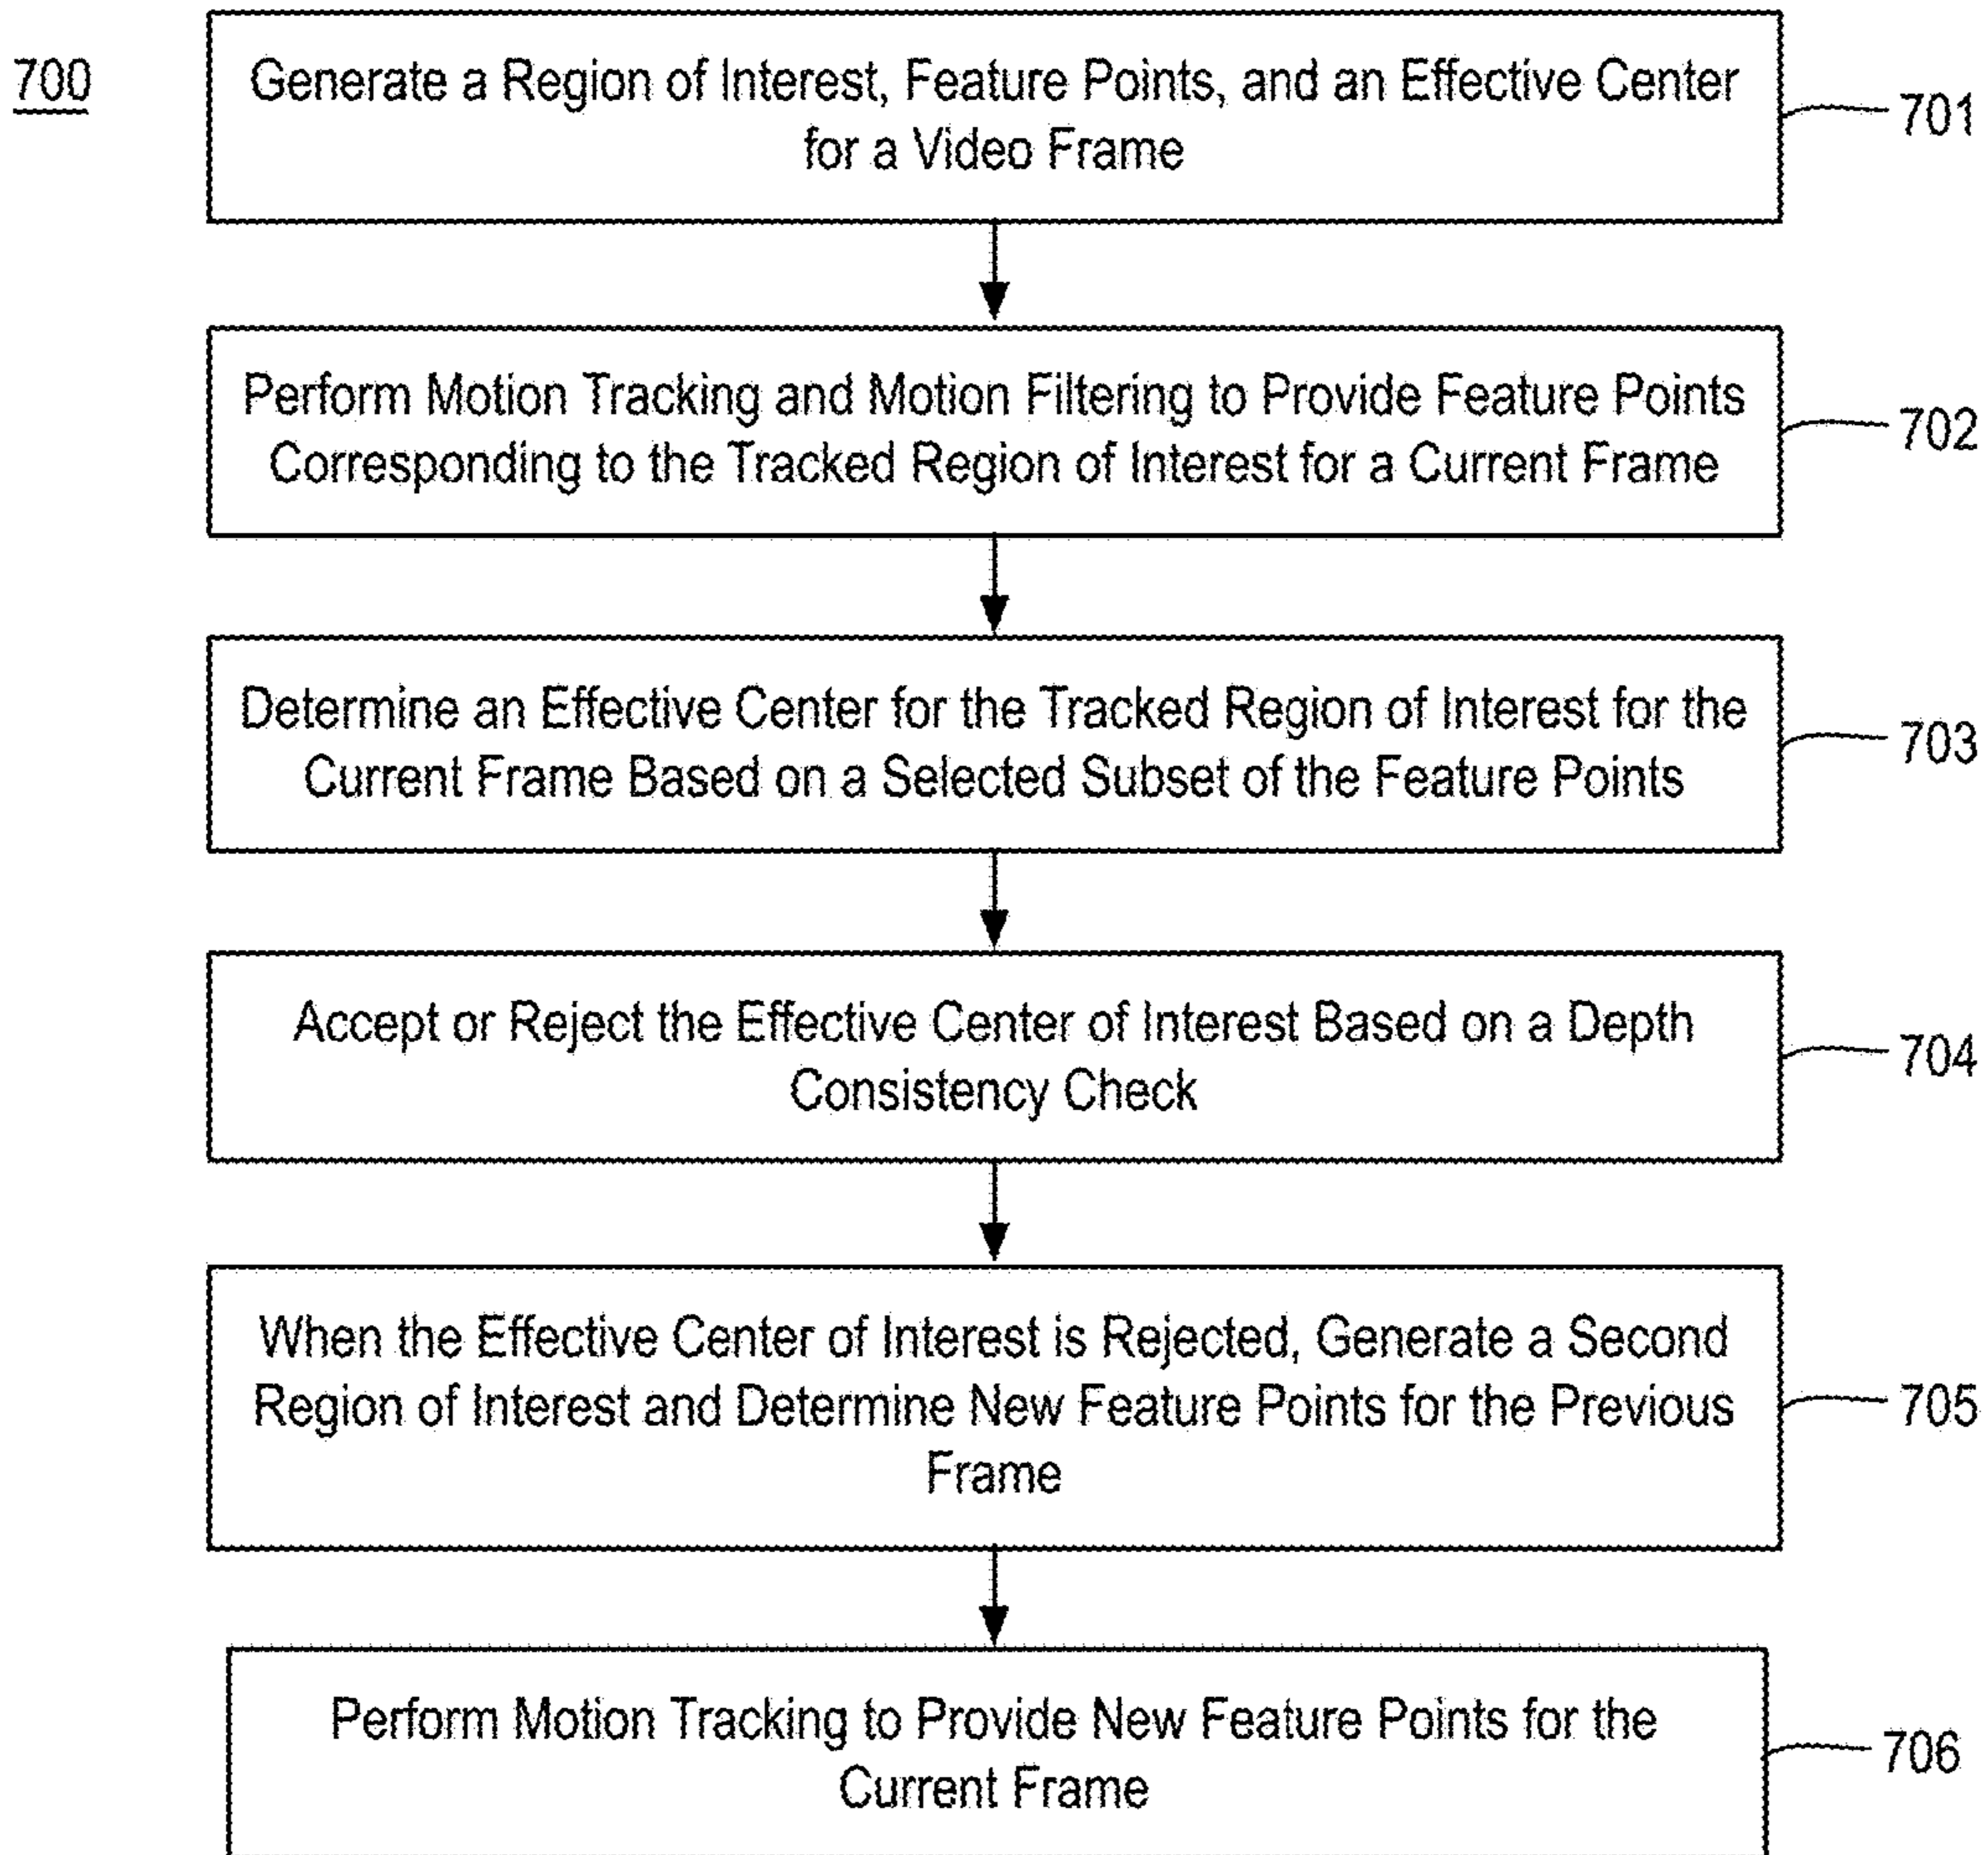 700
Generate a Region of Interest, Feature Points, and an Effective Center
for a Video Frame
701
Perform Motion Tracking and Motion Filtering to Provide Feature Points
Corresponding to the Tracked Region of Interest for a Current Frame
702
Determine an Effective Center for the Tracked Region of Interest for the
Current Frame Based on a Selected Subset of the Feature Points
703
Accept or Reject the Effective Center of Interest Based on a Depth
Consistency Check
704
When the Effective Center of Interest is Rejected, Generate a Second
Region of Interest and Determine New Feature Points for the Previous
Frame
705
Perform Motion Tracking to Provide New Feature Points for the
Current Frame
706